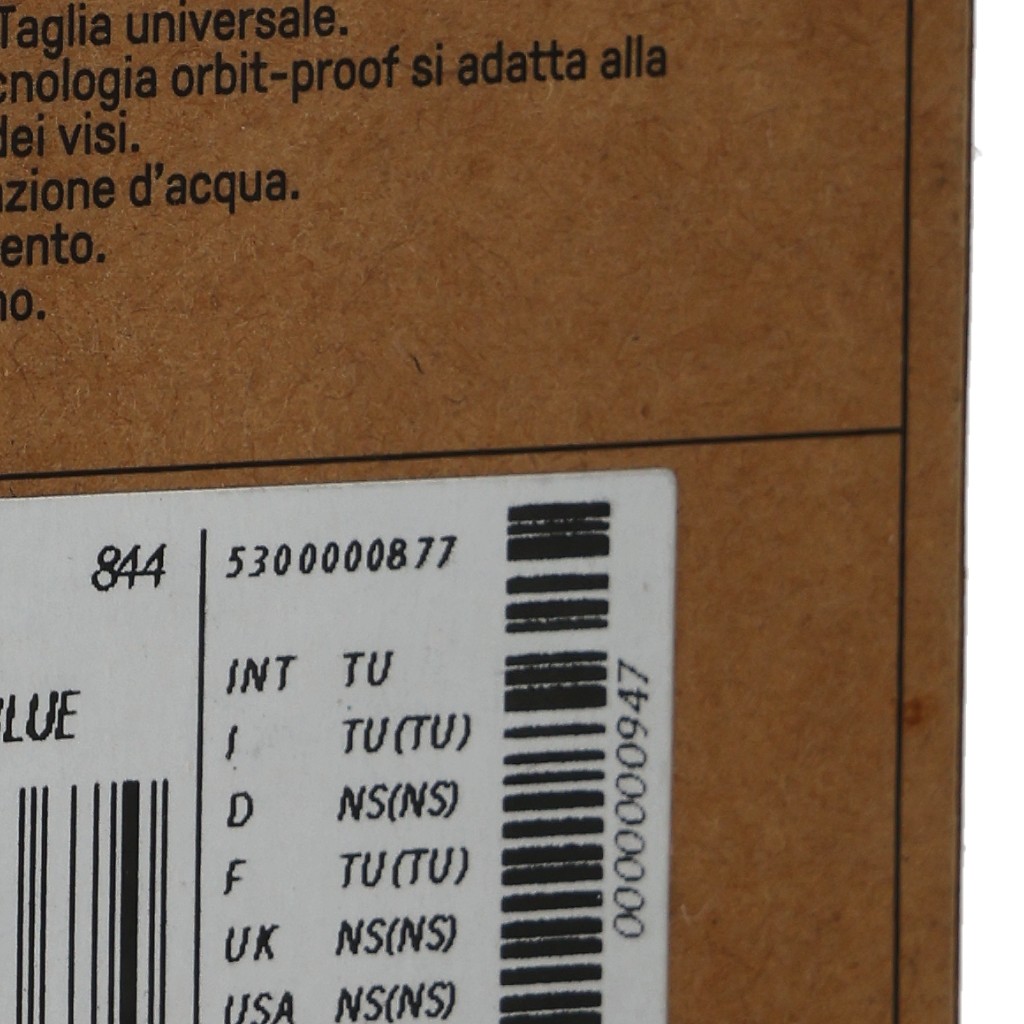 Taglia universale.
cnologia orbit-proof si adatta alla
dei visi.
azione d'acqua.
ento.
no.
844
5300000877
INT TU
LUE
I TU(TU)
D NS(NS)
F TU(TU)
UK NS(NS)
USA NS(NS)
0000000947